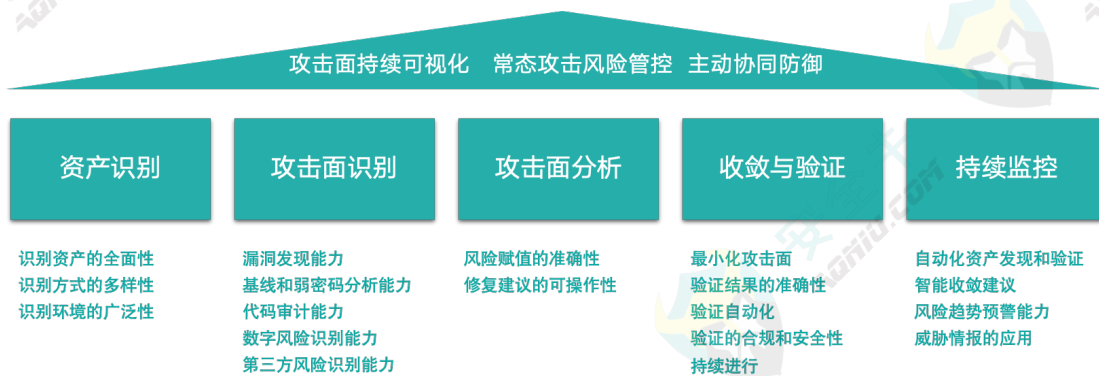 攻击面持续可视化 常态攻击风险管控 主动协同防御
资产识别
攻击面识别
攻击面分析
收敛与验证
持续监控
识别资产的全面性
识别方式的多样性
识别环境的广泛性
漏洞发现能力
基线和弱密码分析能力
代码审计能力
数字风险识别能力
第三方风险识别能力
风险赋值的准确性
修复建议的可操作性
最小化攻击面
验证结果的准确性
验证自动化
验证的合规和安全性
持续进行
自动化资产发现和验证
智能收敛建议
风险趋势预警能力
威胁情报的应用
安全牛
AQNIU.COM